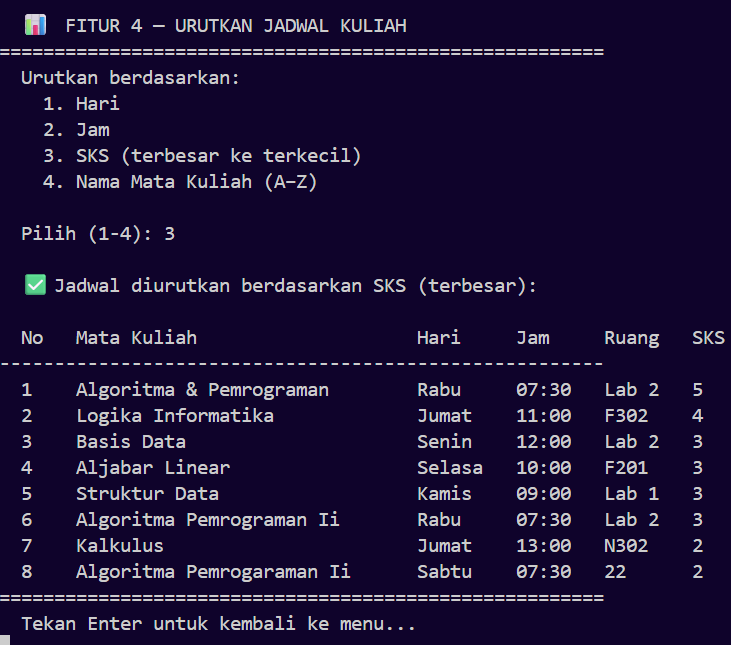 📊 FITUR 4 — URUTKAN JADWAL KULIAH
=======================================================
Urutkan berdasarkan:
1. Hari
2. Jam
3. SKS (terbesar ke terkecil)
4. Nama Mata Kuliah (A–Z)
Pilih (1-4): 3
✅ Jadwal diurutkan berdasarkan SKS (terbesar):
No Mata Kuliah Hari Jam Ruang SKS
-------------------------------------------------------
1 Algoritma & Pemrograman Rabu 07:30 Lab 2 5
2 Logika Informatika Jumat 11:00 F302 4
3 Basis Data Senin 12:00 Lab 2 3
4 Aljabar Linear Selasa 10:00 F201 3
5 Struktur Data Kamis 09:00 Lab 1 3
6 Algoritma Pemrograman Ii Rabu 07:30 Lab 2 3
7 Kalkulus Jumat 13:00 N302 2
8 Algoritma Pemrogaraman Ii Sabtu 07:30 22 2
=======================================================
Tekan Enter untuk kembali ke menu...